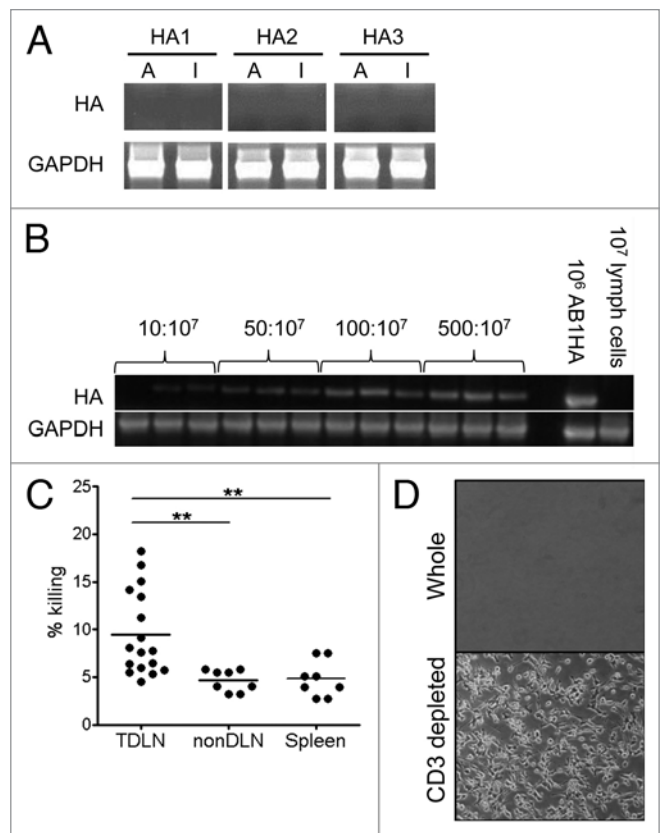 A
HA1 HA2 HA3
A I A I A I
HA
GAPDH
B
10:10⁷ 50:10⁷ 100:10⁷ 500:10⁷ 10⁶ AB1HA 10⁷ lymph cells
HA
GAPDH
C
**
**
25
20
15
10
5
0
% killing
TDLN nonDLN Spleen
D
Whole
CD3 depleted